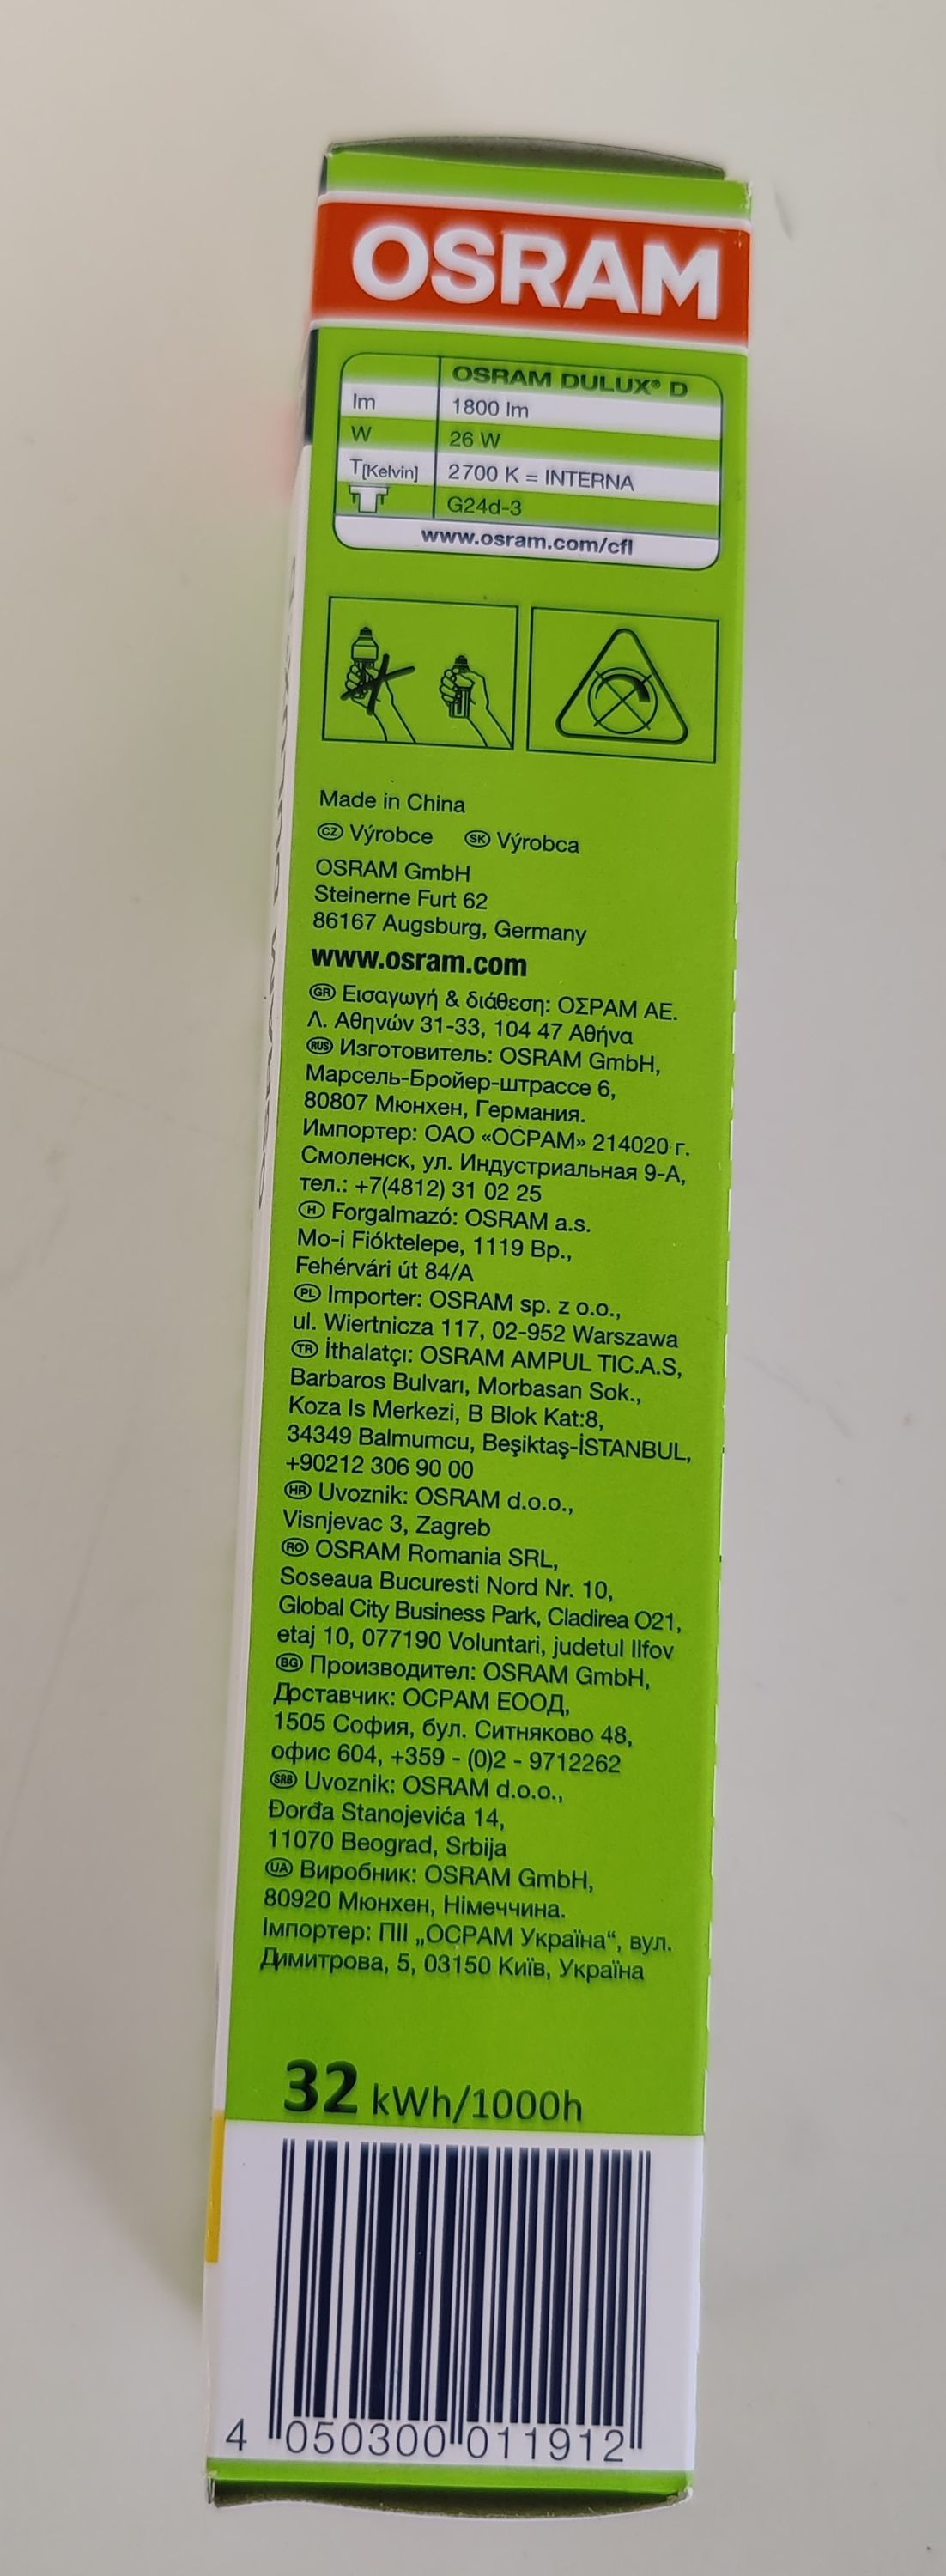 OSRAM
OSRAM DULUX® D
lm 1800 lm
W 26 W
T[Kelvin] 2700 K = INTERNA
G24d-3
www.osram.com/cfl
Made in China
CZ Výrobce SK Výrobca
OSRAM GmbH
Steinerne Furt 62
86167 Augsburg, Germany
www.osram.com
GR Εισαγωγή & διάθεση: ΟΣΡΑΜ ΑΕ.
Λ. Αθηνών 31-33, 104 47 Αθήνα
RUS Изготовитель: OSRAM GmbH,
Марсель-Бройер-штрассе 6,
80807 Мюнхен, Германия.
Импортер: ОАО «ОСРАМ» 214020 г.
Смоленск, ул. Индустриальная 9-А,
тел.: +7(4812) 31 02 25
H Forgalmazó: OSRAM a.s.
Mo-i Fióktelepe, 1119 Bp.,
Fehérvári út 84/A
PL Importer: OSRAM sp. z o.o.,
ul. Wiertnicza 117, 02-952 Warszawa
TR İthalatçı: OSRAM AMPUL TIC.A.S,
Barbaros Bulvarı, Morbasan Sok.,
Koza Is Merkezi, B Blok Kat:8,
34349 Balmumcu, Beşiktaş-İSTANBUL,
+90212 306 90 00
HR Uvoznik: OSRAM d.o.o.,
Visnjevac 3, Zagreb
RO OSRAM Romania SRL,
Soseaua Bucuresti Nord Nr. 10,
Global City Business Park, Cladirea O21,
etaj 10, 077190 Voluntari, judetul Ilfov
BG Производител: OSRAM GmbH,
Доставчик: ОСРАМ ЕООД,
1505 София, бул. Ситняково 48,
офис 604, +359 - (0)2 - 9712262
SRB Uvoznik: OSRAM d.o.o.,
Đorđa Stanojevića 14,
11070 Beograd, Srbija
UA Виробник: OSRAM GmbH,
80920 Мюнхен, Німеччина.
Імпортер: ПІІ „ОСРАМ Україна“, вул.
Димитрова, 5, 03150 Київ, Україна
32 kWh/1000h
4 050300 011912